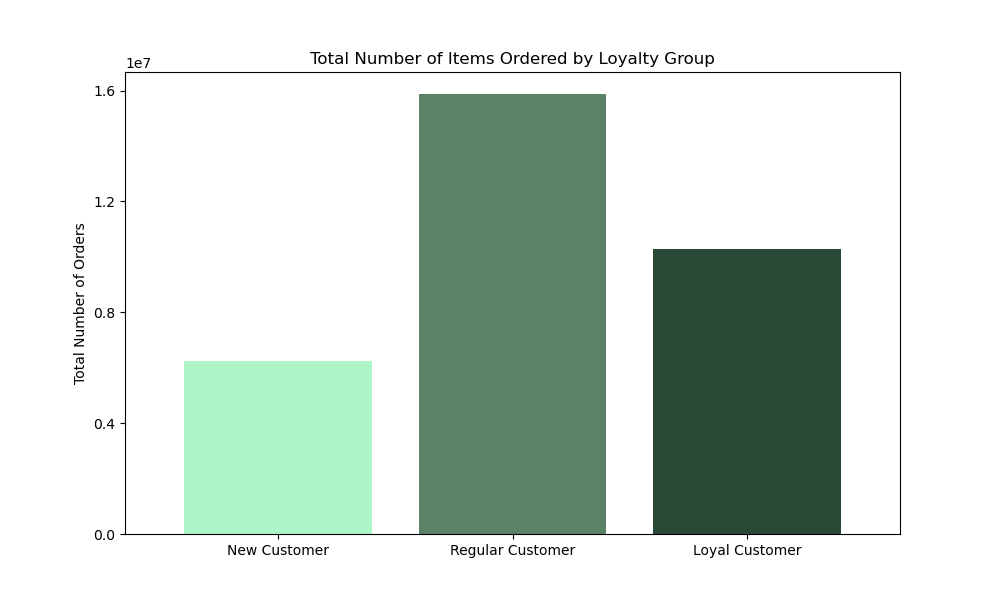 Total Number of Items Ordered by Loyalty Group
1e7
1.6
1.2
0.8
0.4
0.0
Total Number of Orders
New Customer
Regular Customer
Loyal Customer